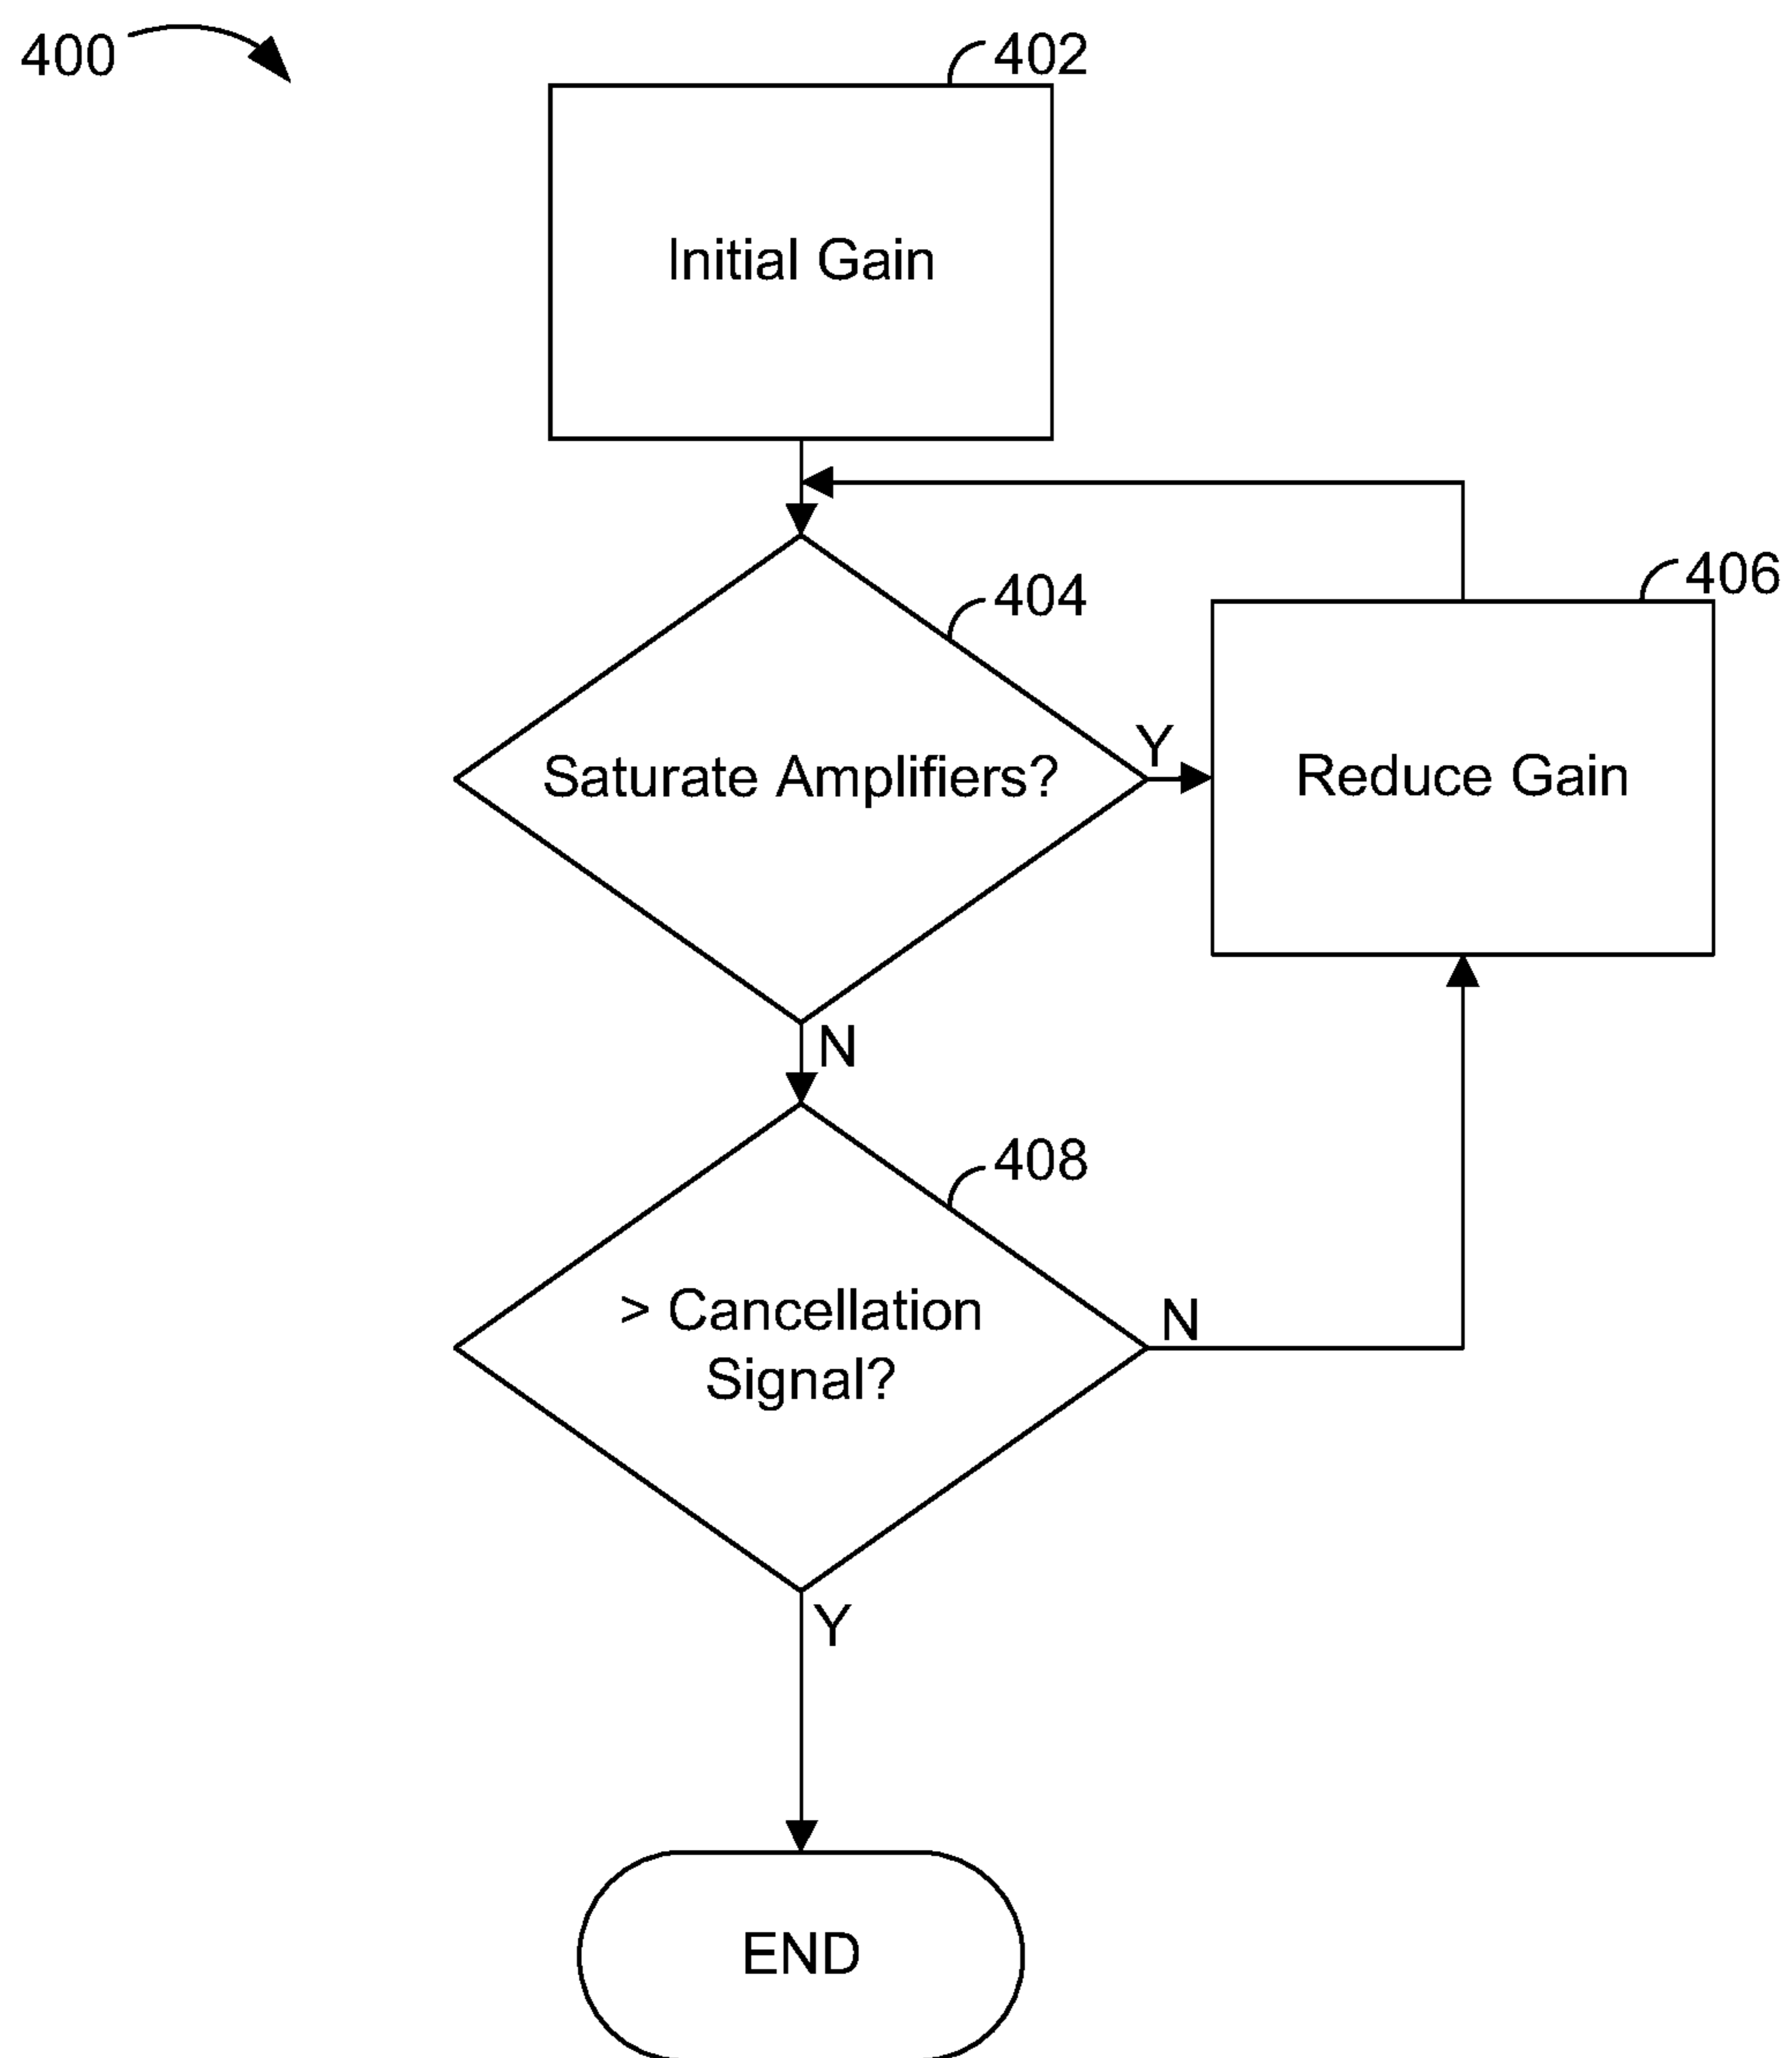 400
402
Initial Gain
404
406
Saturate Amplifiers?
Y
Reduce Gain
N
408
> Cancellation
Signal?
N
Y
END